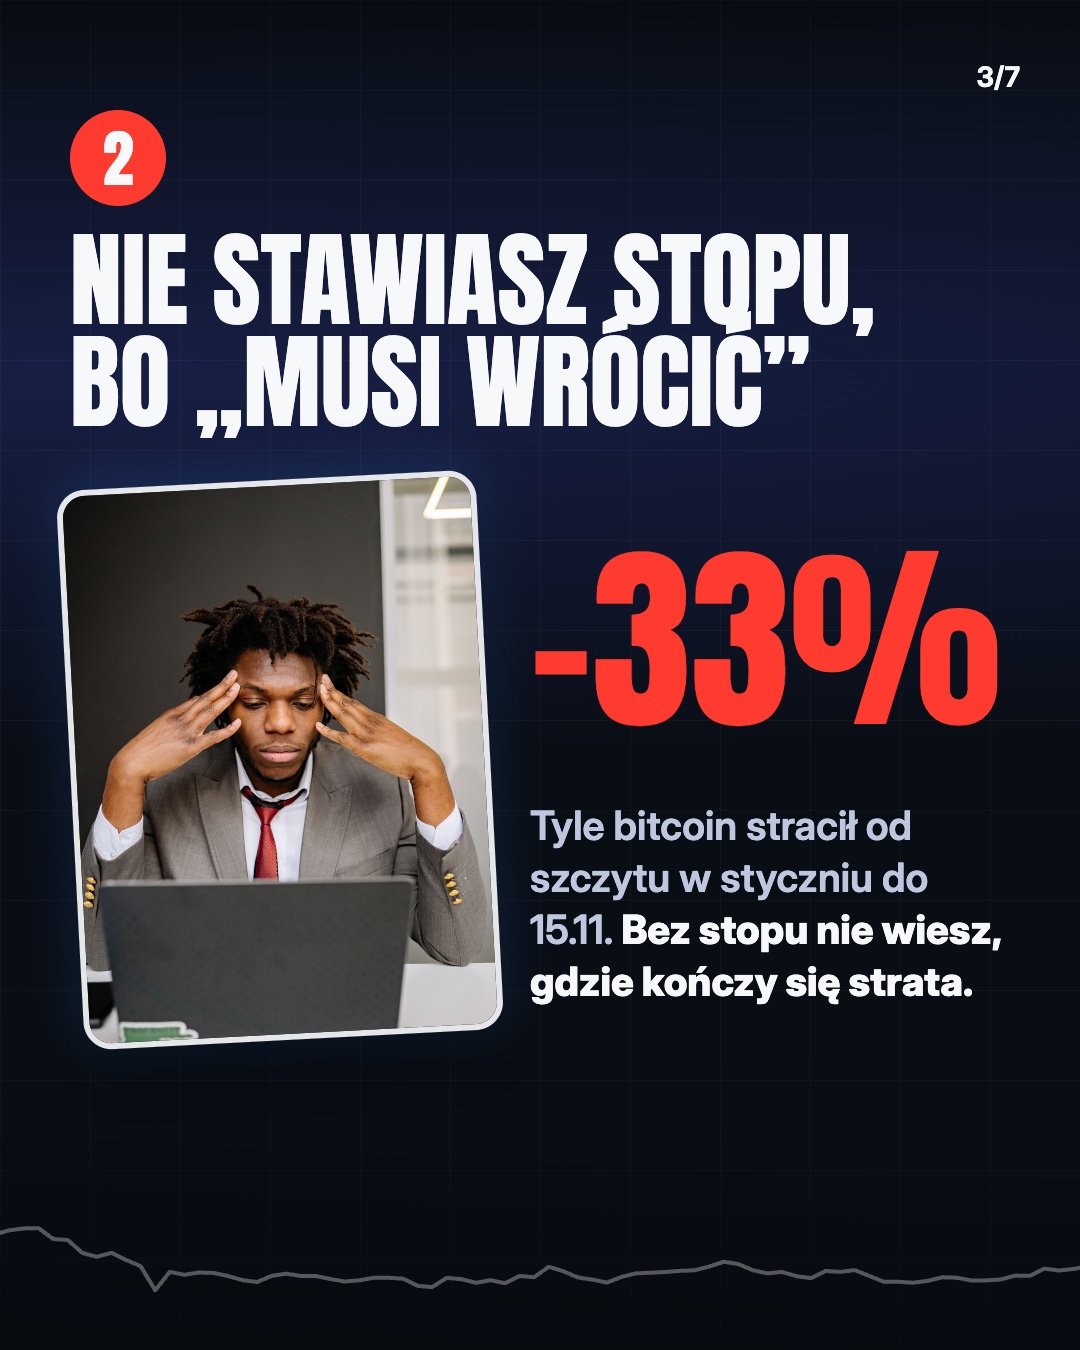 3/7
2
NIE STAWIASZ STOPU,
BO „MUSI WRÓCIĆ”
-33%
Tyle bitcoin stracił od
szczytu w styczniu do
15.11. Bez stopu nie wiesz,
gdzie kończy się strata.